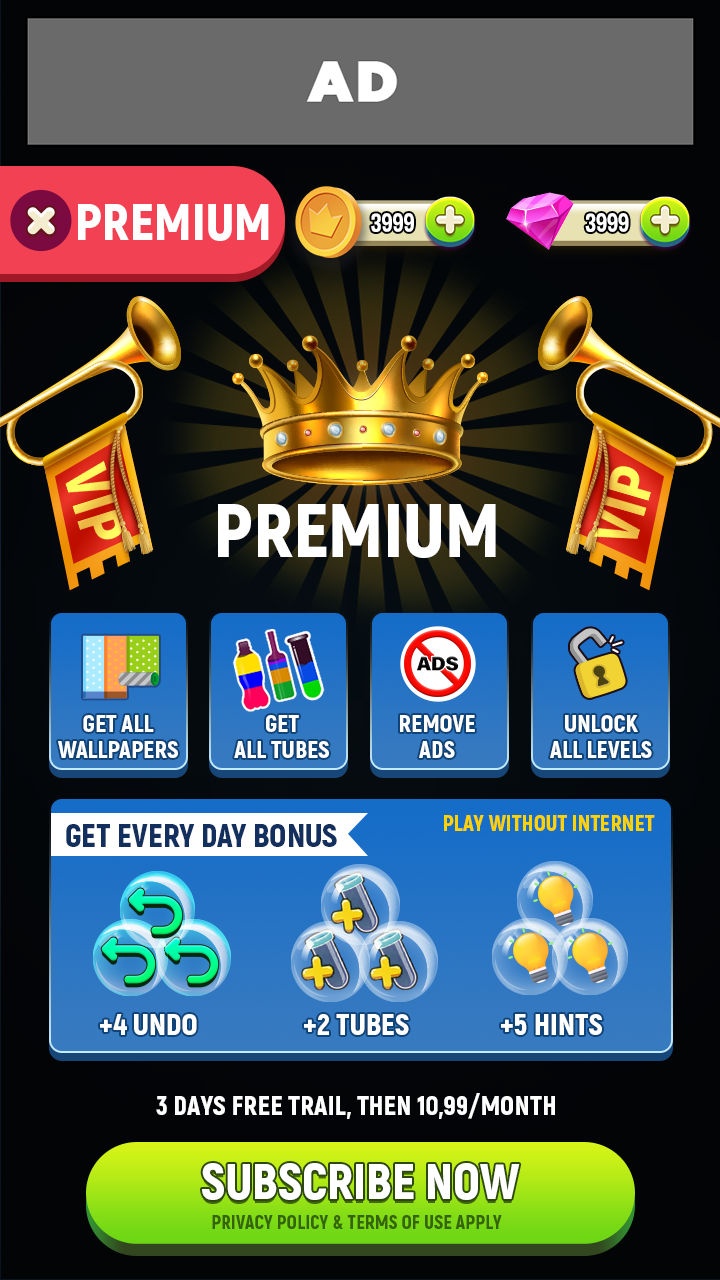 AD
PREMIUM
3999
3999
VIP
VIP
PREMIUM
GET ALL
WALLPAPERS
GET
ALL TUBES
ADS
REMOVE
ADS
UNLOCK
ALL LEVELS
GET EVERY DAY BONUS
PLAY WITHOUT INTERNET
+4 UNDO
+2 TUBES
+5 HINTS
3 DAYS FREE TRAIL, THEN 10,99/MONTH
SUBSCRIBE NOW
PRIVACY POLICY & TERMS OF USE APPLY